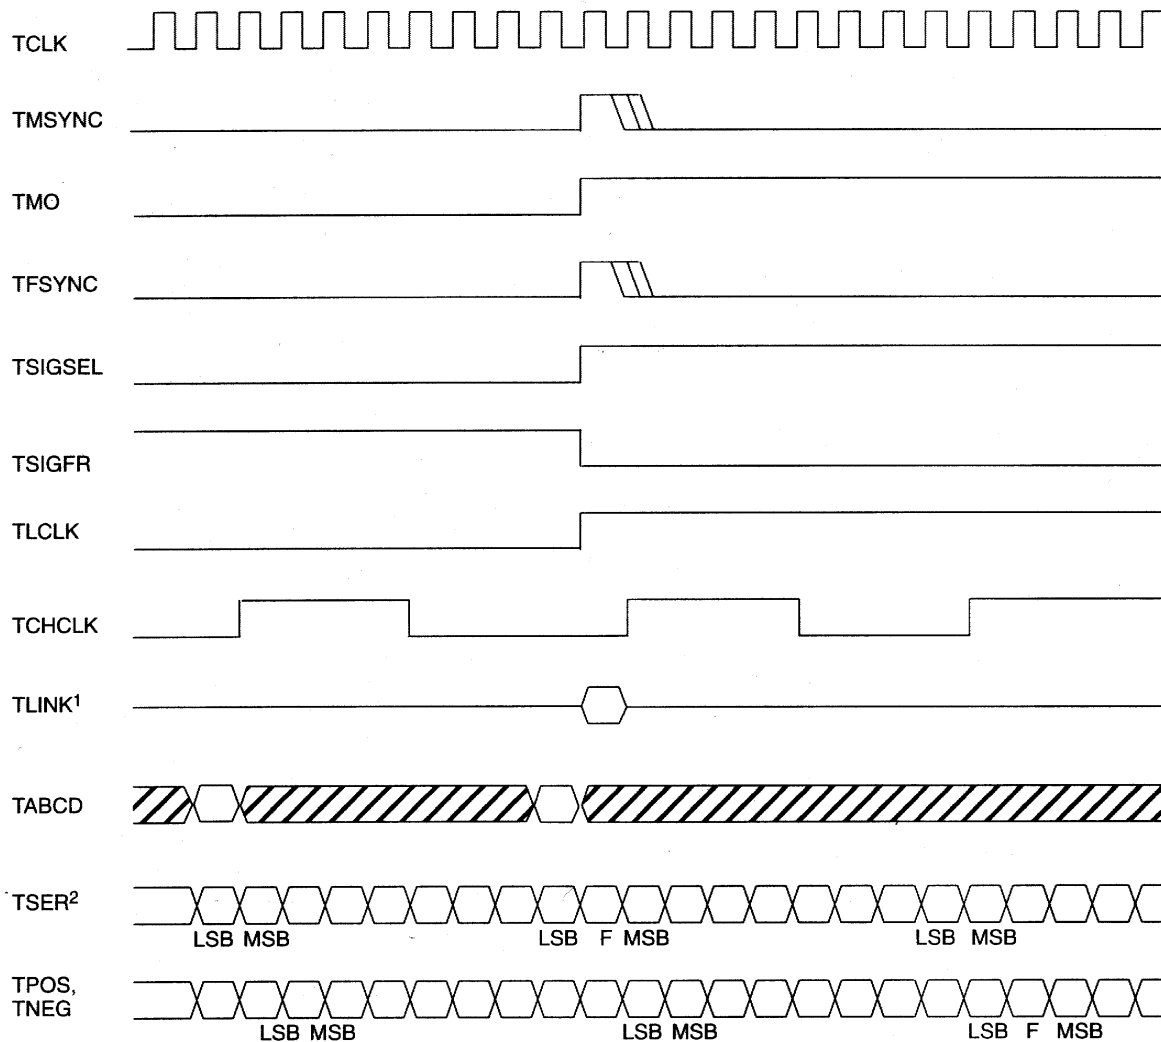 TCLK
TMSYNC
TMO
TFSYNC
TSIGSEL
TSIGFR
TLCLK
TCHCLK
TLINK¹
TABCD
TSER²
LSB MSB LSB F MSB LSB MSB
TPOS,
TNEG
LSB MSB LSB MSB LSB F MSB